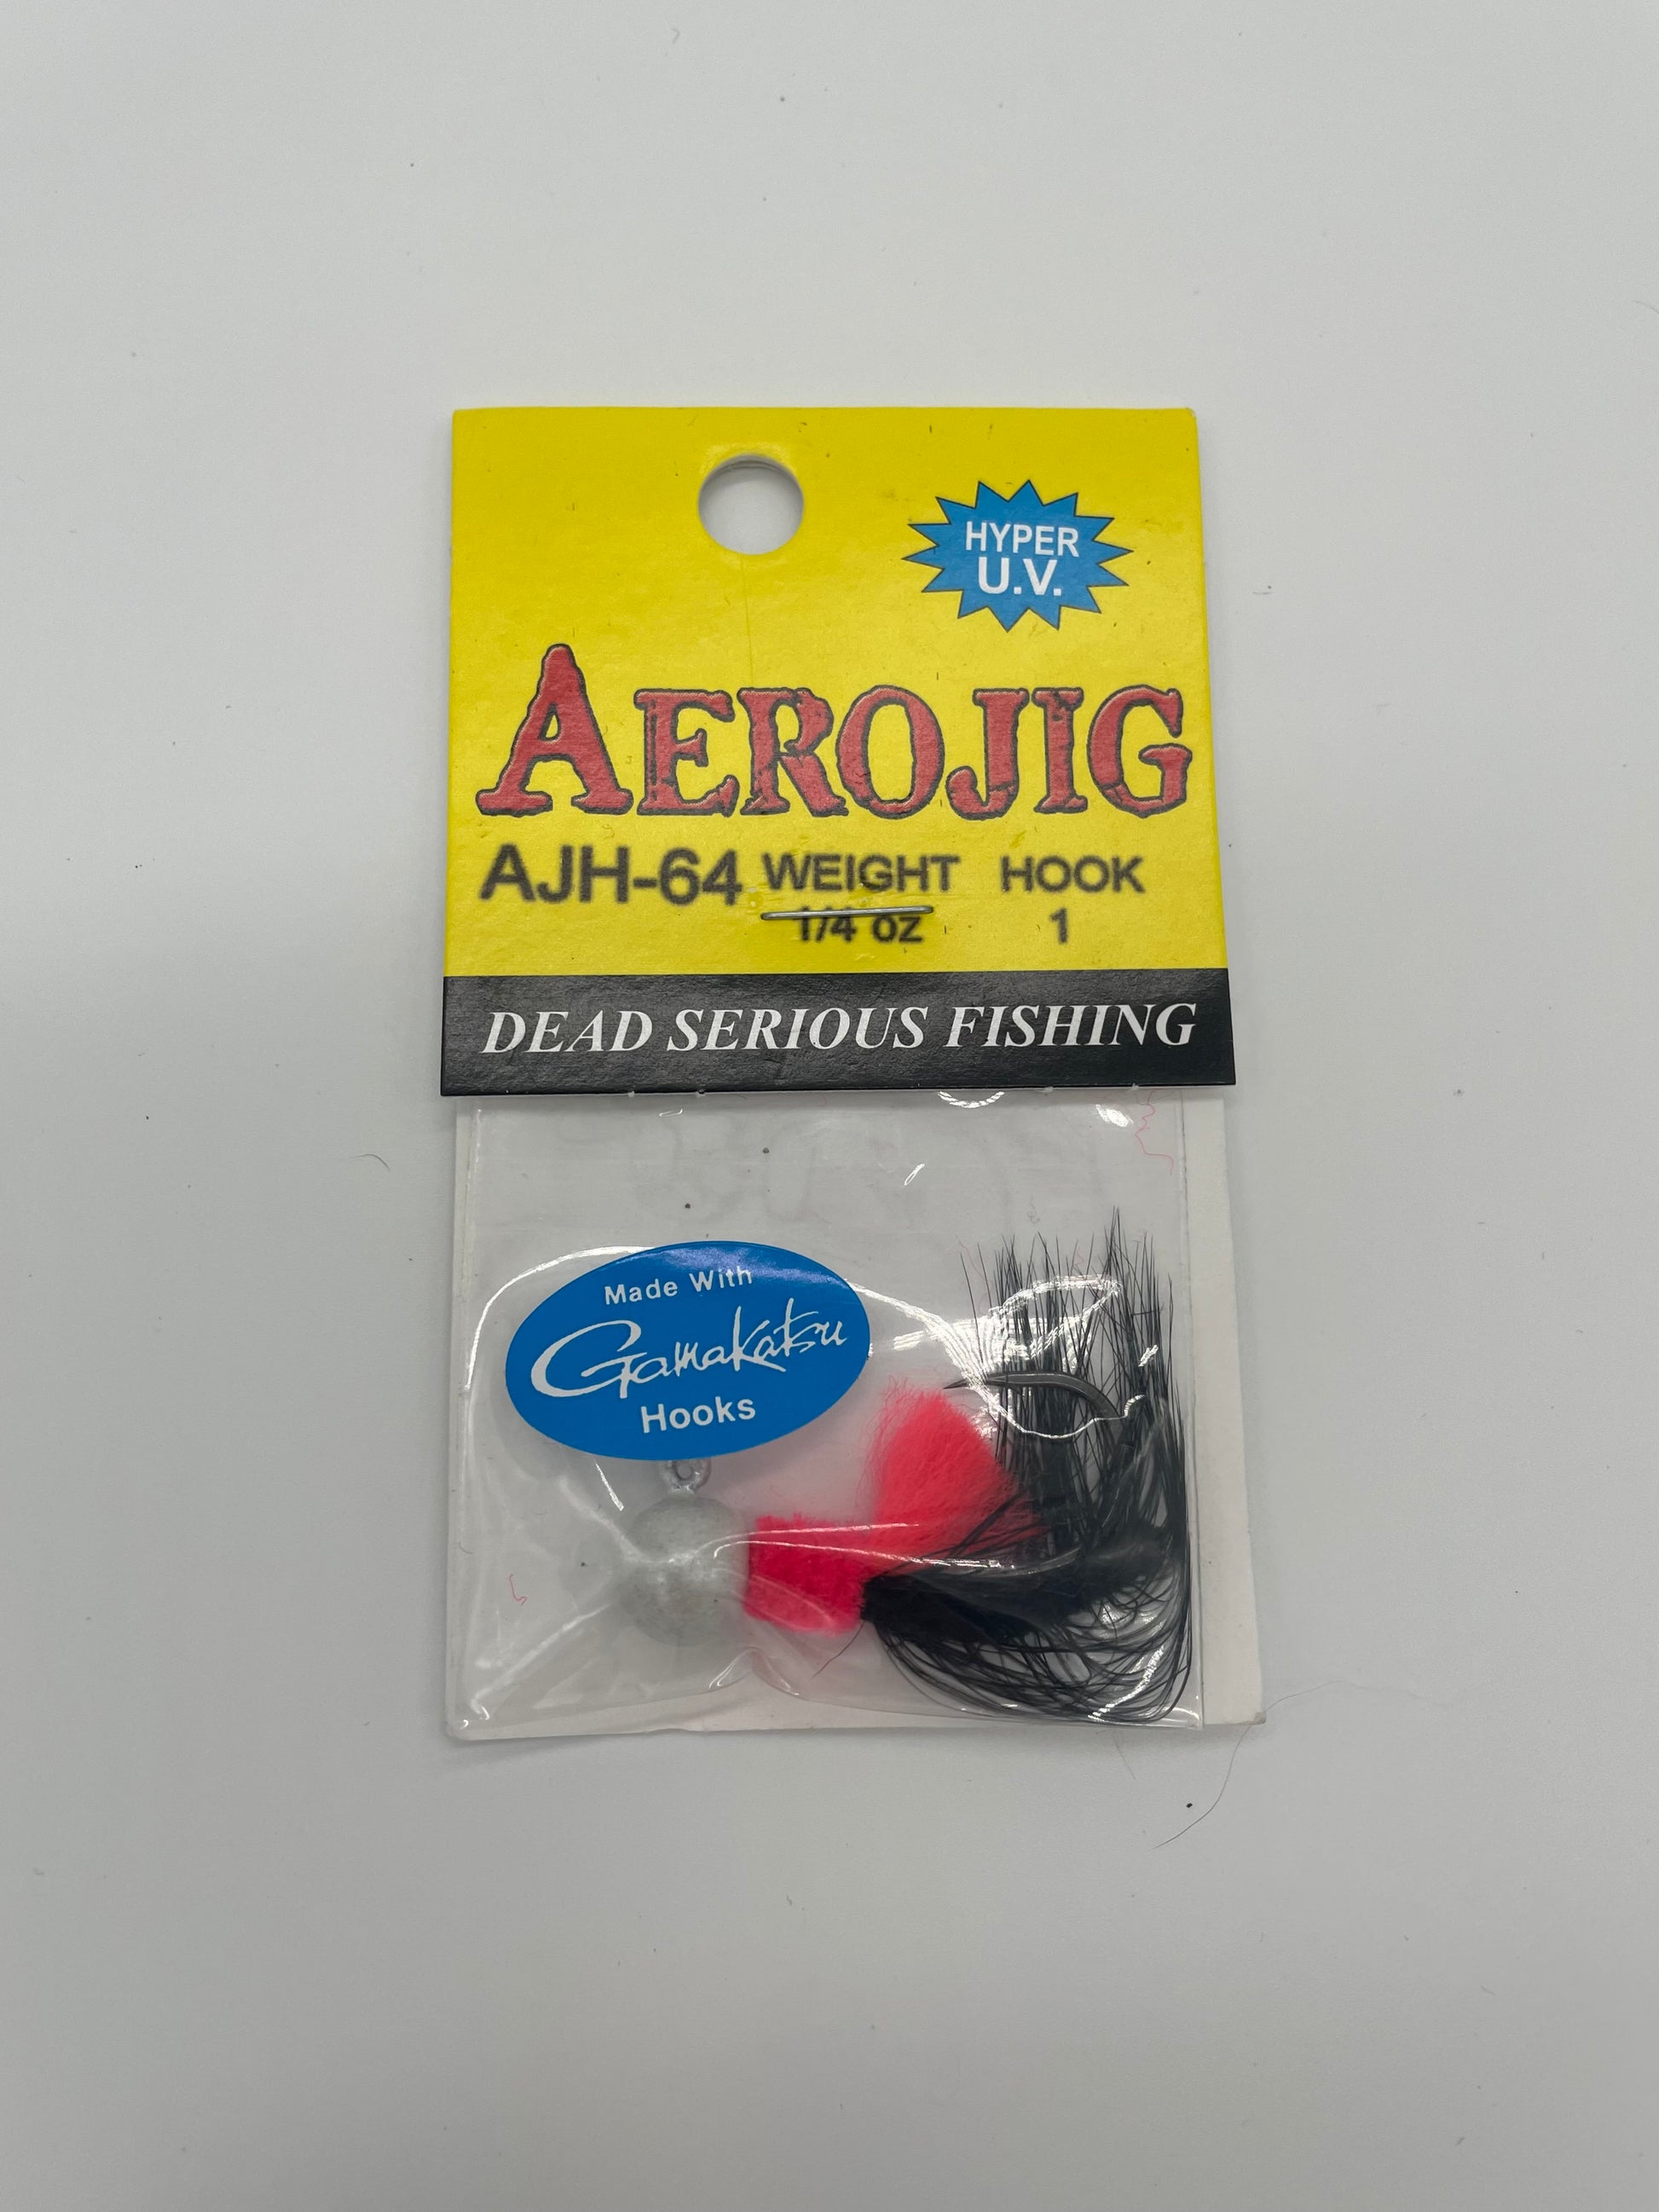 HYPER
U.V.
AEROJIG
AJH-64 WEIGHT HOOK
1/4 oz 1
DEAD SERIOUS FISHING
Made With
Gamakatsu
Hooks